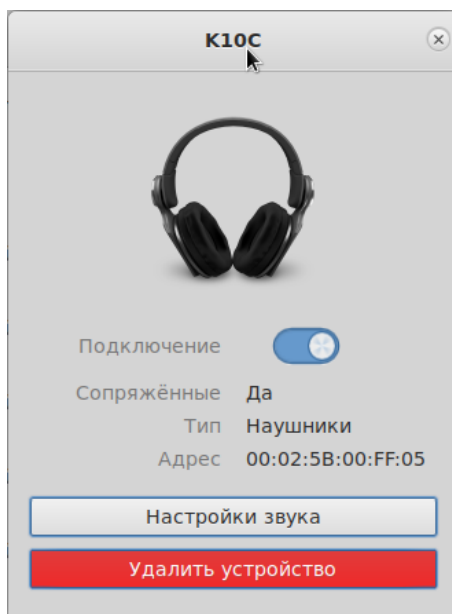 K10C
Подключение
Сопряжённые Да
Тип Наушники
Адрес 00:02:5B:00:FF:05
Настройки звука
Удалить устройство